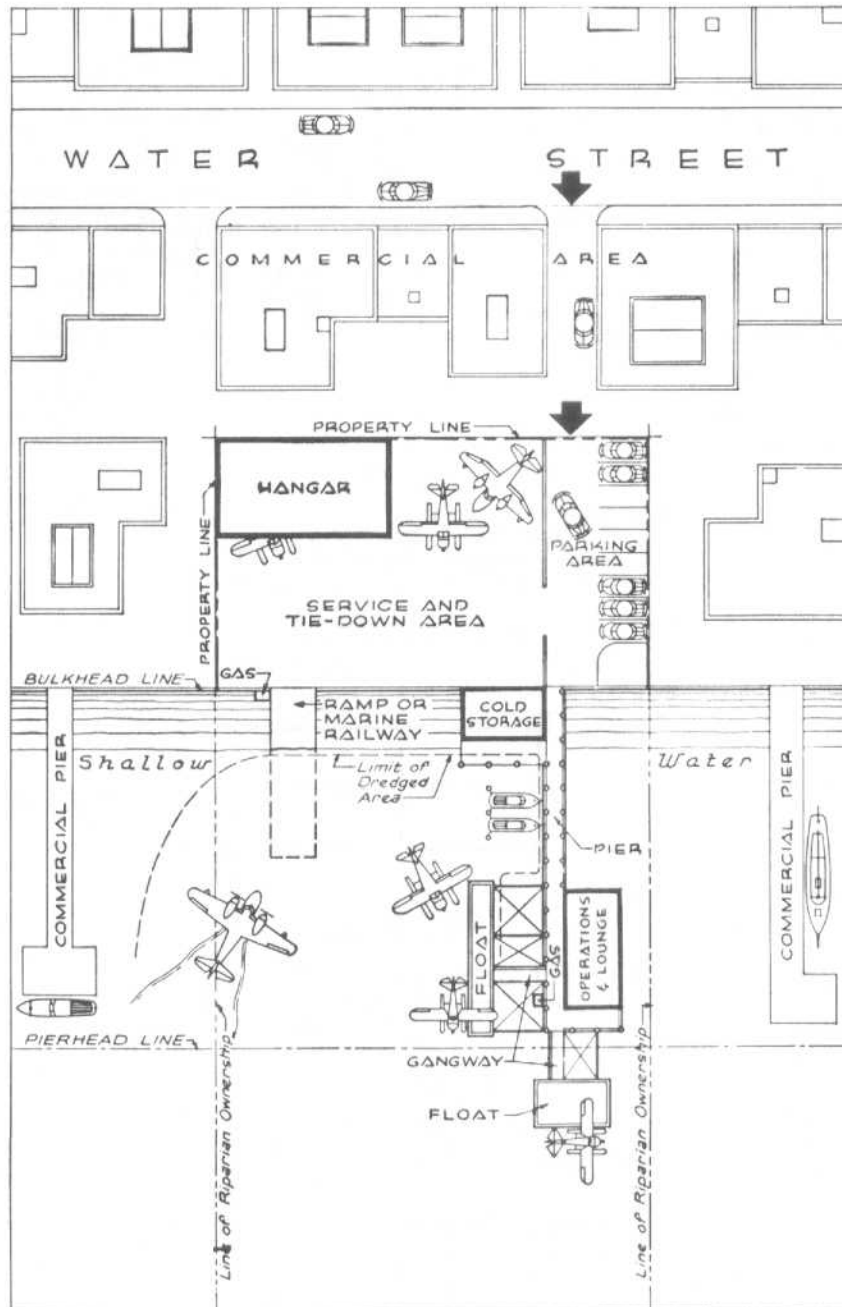 WATER STREET
COMMERCIAL AREA
PROPERTY LINE
HANGAR
PROPERTY LINE
PARKING
AREA
SERVICE AND
TIE-DOWN AREA
BULKHEAD LINE
GAS
RAMP OR
MARINE
RAILWAY
COLD
STORAGE
Shallow Water
Limit of
Dredged
Area
COMMERCIAL PIER
PIER
COMMERCIAL PIER
FLOAT
GAS
OPERATIONS
& LOUNGE
PIERHEAD LINE
GANGWAY
FLOAT
Line of Riparian Ownership
Line of Riparian Ownership